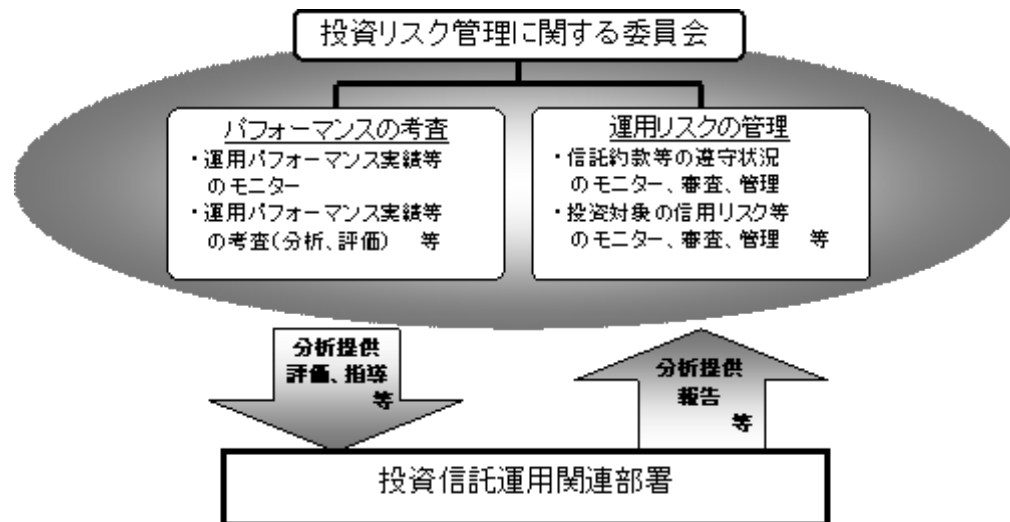 投資リスク管理に関する委員会
パフォーマンスの考査
・運用パフォーマンス実績等
のモニター
・運用パフォーマンス実績等
の考査(分析、評価) 等
運用リスクの管理
・信託約款等の遵守状況
のモニター、審査、管理
・投資対象の信用リスク等
のモニター、審査、管理 等
分析提供
評価、指導
等
分析提供
報告
等
投資信託運用関連部署